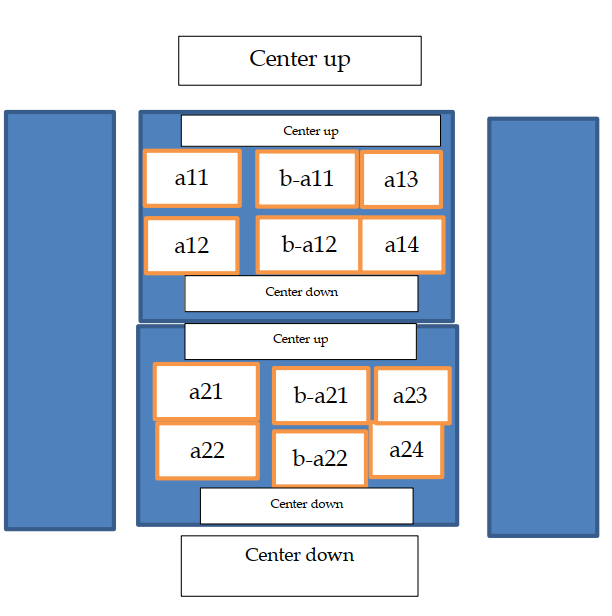 Center up
Center up
a11 b-a11 a13
a12 b-a12 a14
Center down
Center up
a21 b-a21 a23
a22 b-a22 a24
Center down
Center down